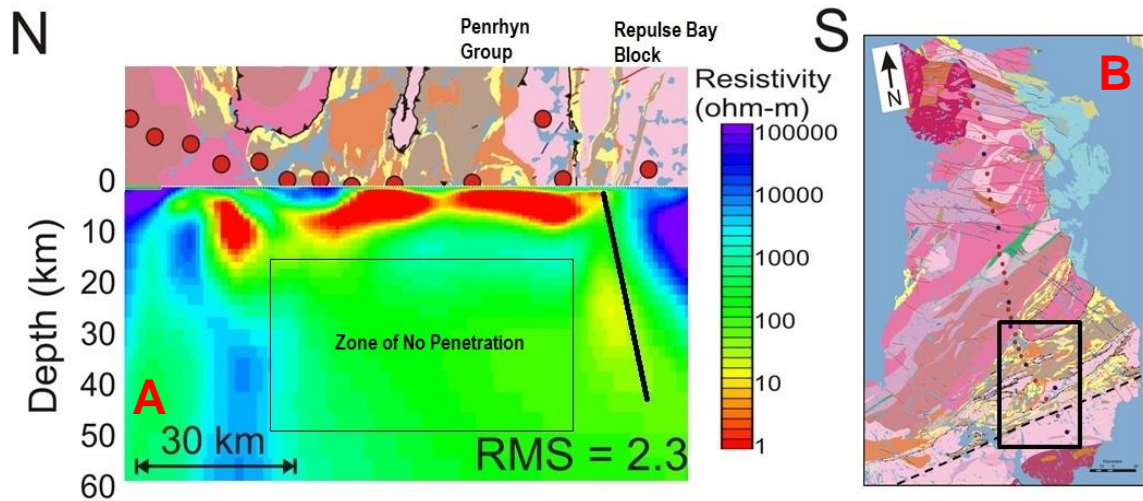 N
Penrhyn
Group
Repulse Bay
Block
S
B
N
Resistivity
(ohm-m)
100000
10000
1000
100
10
1
Depth (km)
0
10
20
30
40
50
60
Zone of No Penetration
A
30 km
RMS = 2.3